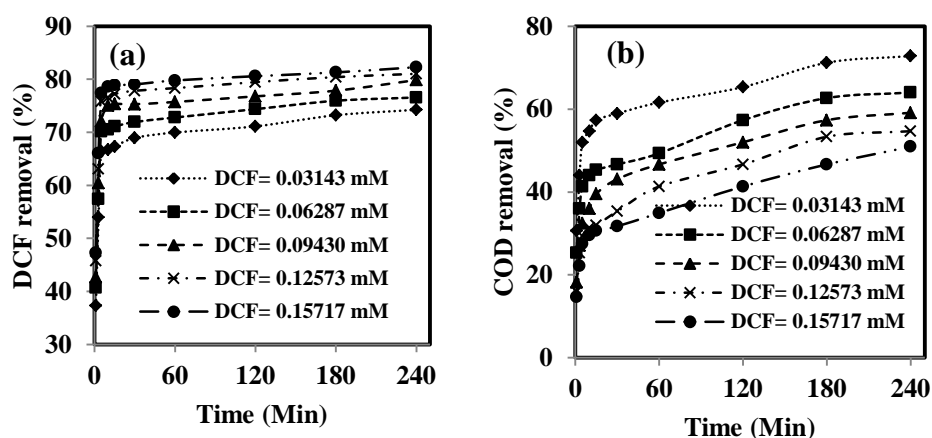 (a)
DCF removal (%)
90
80
70
60
50
40
30
DCF= 0.03143 mM
DCF= 0.06287 mM
DCF= 0.09430 mM
DCF= 0.12573 mM
DCF= 0.15717 mM
0 60 120 180 240
Time (Min)
(b)
COD removal (%)
80
60
40
20
0
DCF= 0.03143 mM
DCF= 0.06287 mM
DCF= 0.09430 mM
DCF= 0.12573 mM
DCF= 0.15717 mM
0 60 120 180 240
Time (Min)